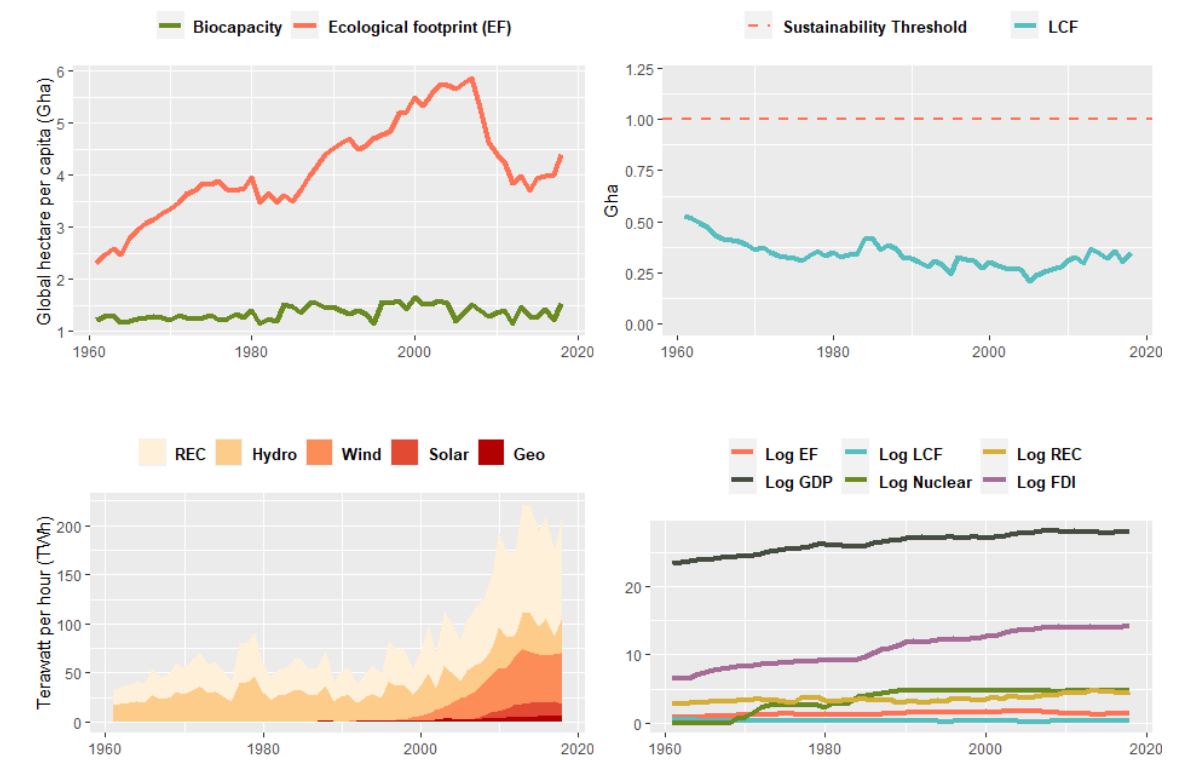 Biocapacity Ecological footprint (EF)
Global hectare per capita (Gha)
6
5
4
3
2
1
1960 1980 2000 2020
Sustainability Threshold LCF
Gha
1.25
1.00
0.75
0.50
0.25
0.00
1960 1980 2000 2020
REC Hydro Wind Solar Geo
Terawatt per hour (TWh)
200
150
100
50
0
1960 1980 2000 2020
Log EF Log LCF Log REC
Log GDP Log Nuclear Log FDI
20
10
0
1960 1980 2000 2020